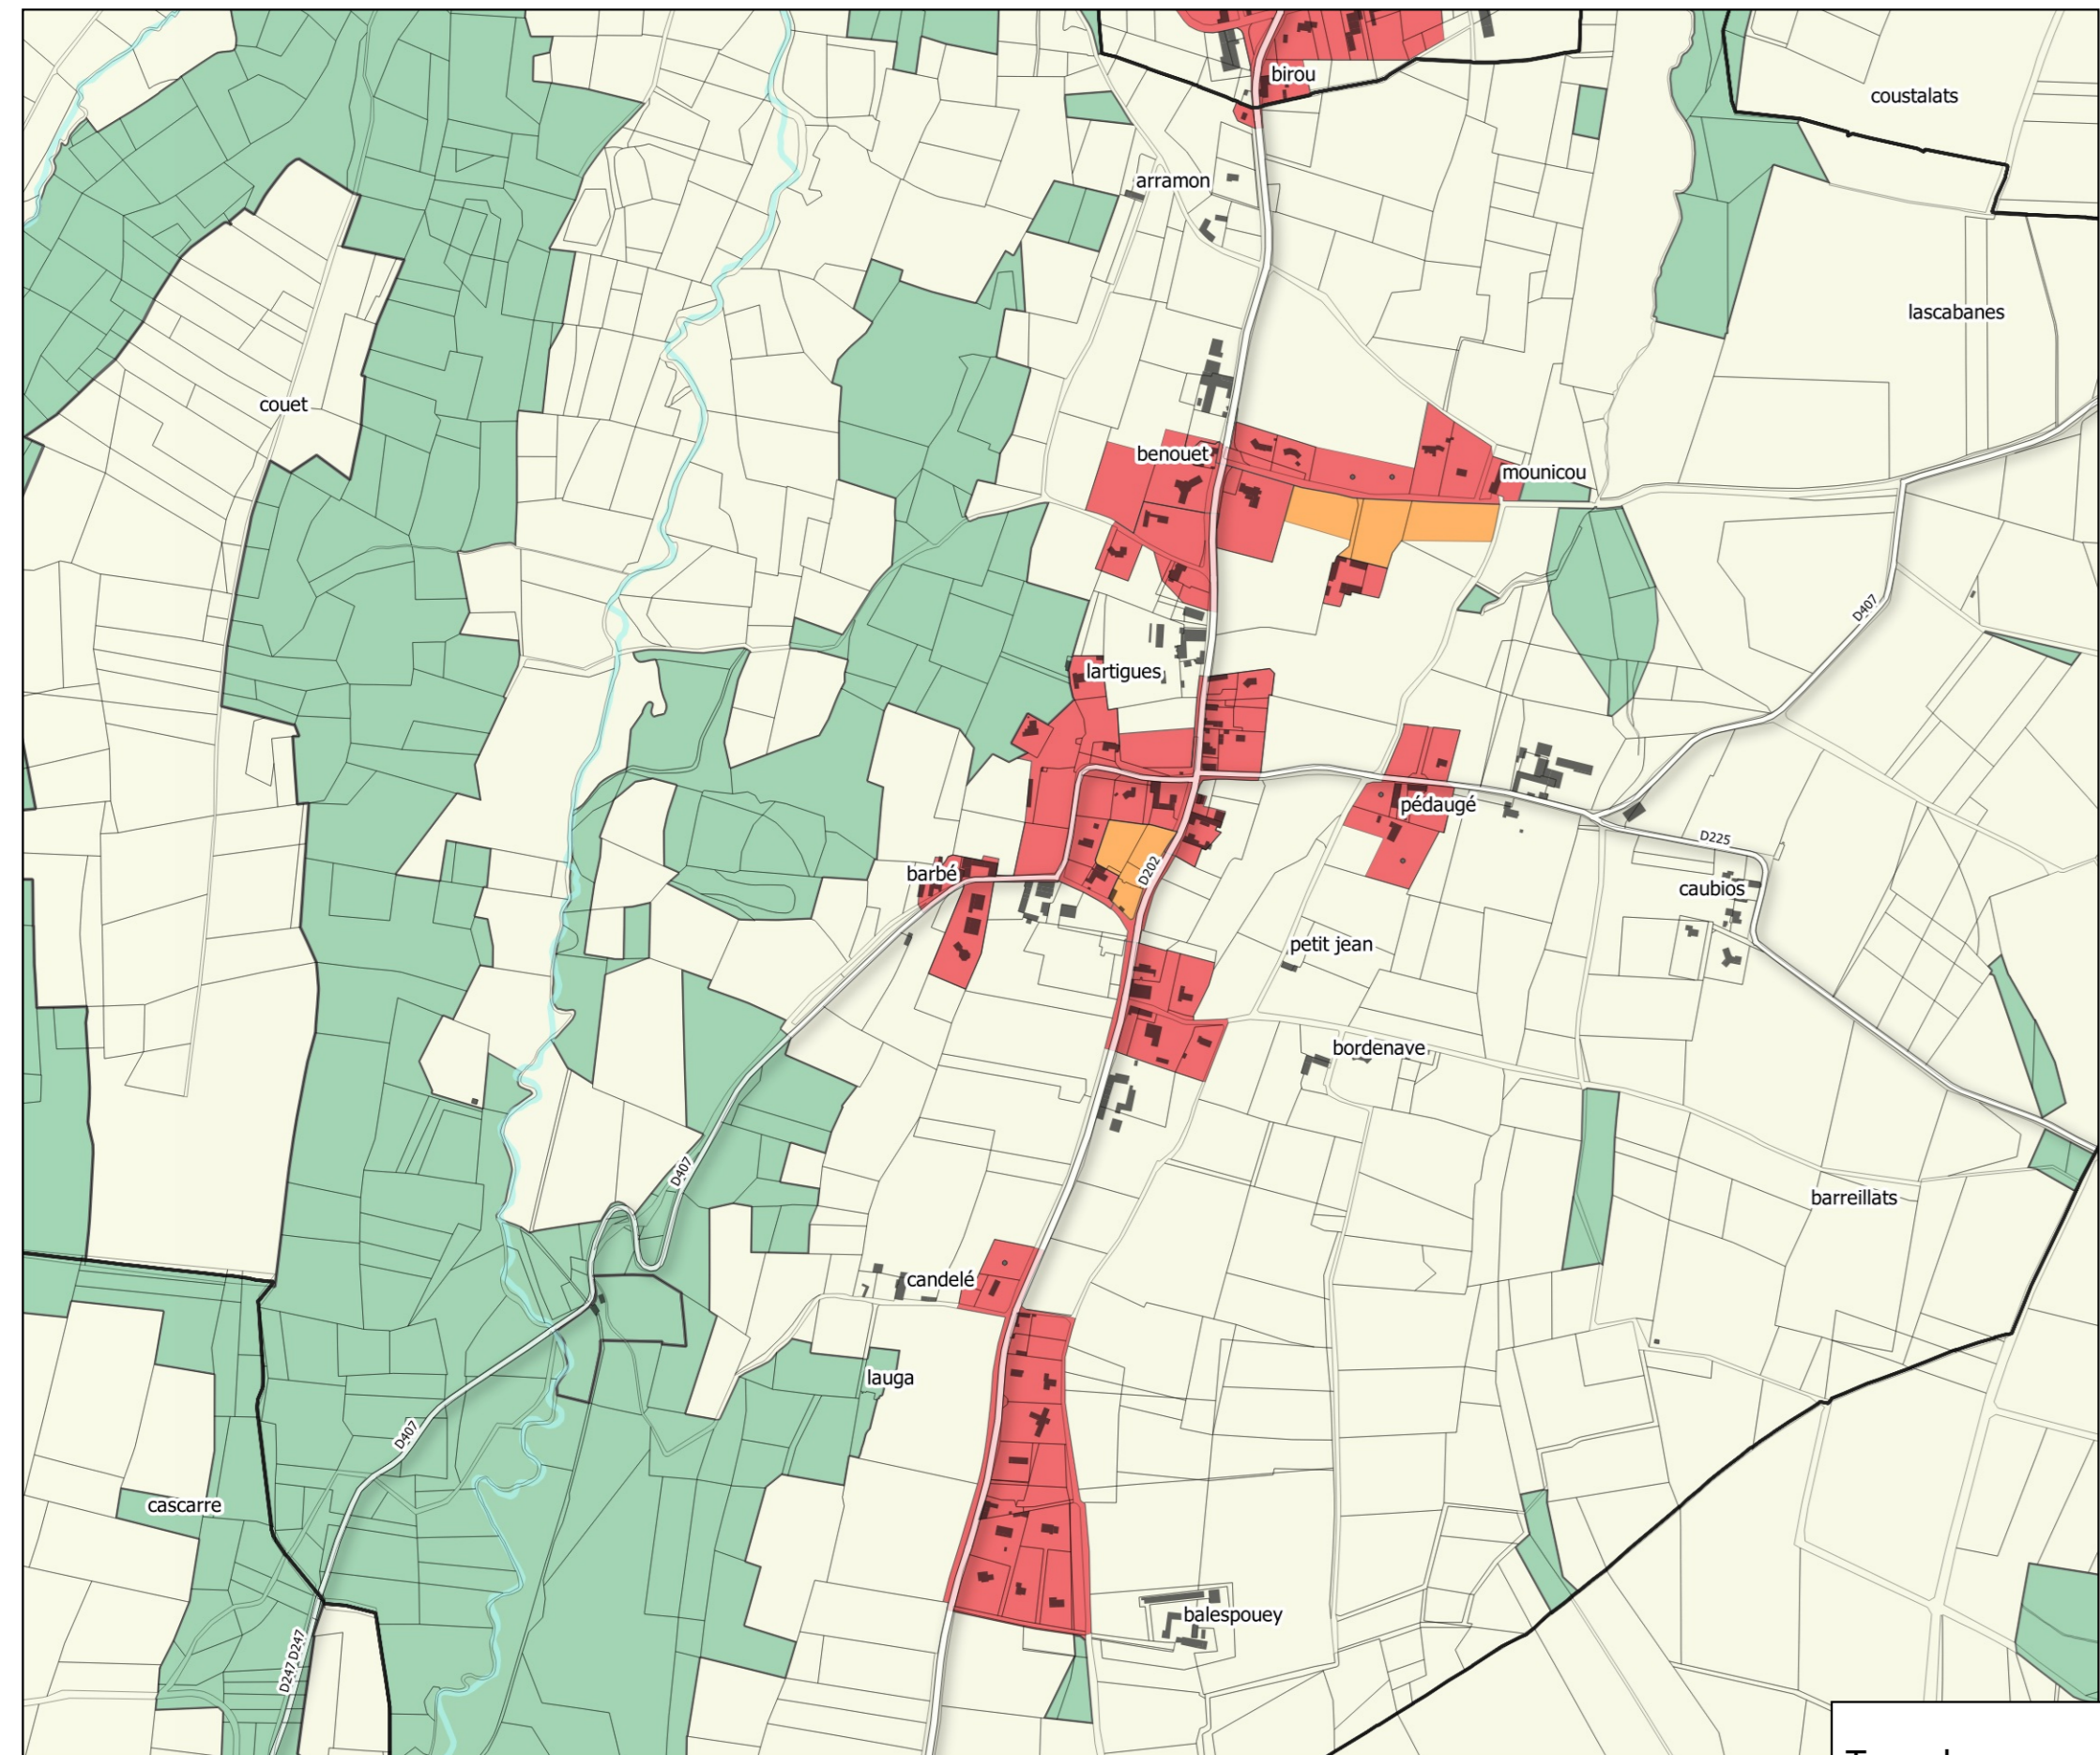 birou
coustalats
arramon
lascabanes
couet
benouet
mounicou
D407
lartigues
pédaugé
D225
barbé
D202
caubios
petit jean
bordenave
D407
barreillats
candelé
lauga
D407
cascarre
balespouey
D247 D247